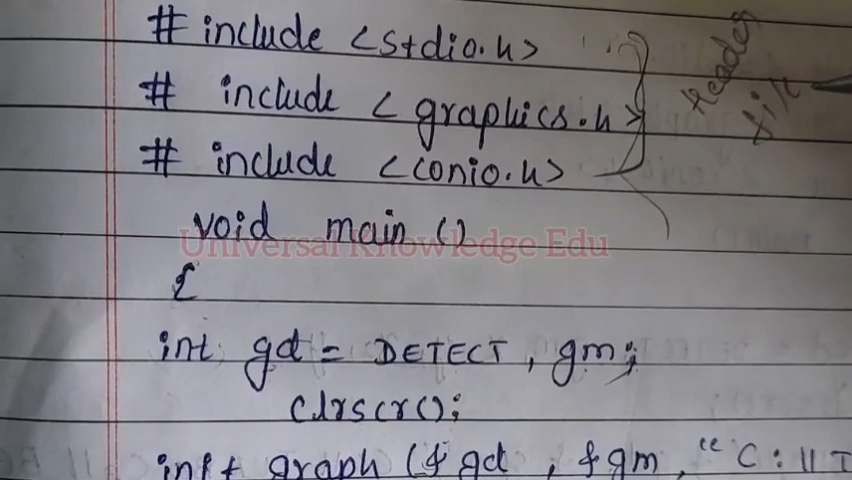 # include <stdio.h>
# include <graphics.h>
# include <conio.h>
header
file
void main ()
Universal Knowledge Edu
{
int gd = DETECT, gm;
clrscr();
init graph (& gd, & gm, "C: \\ T